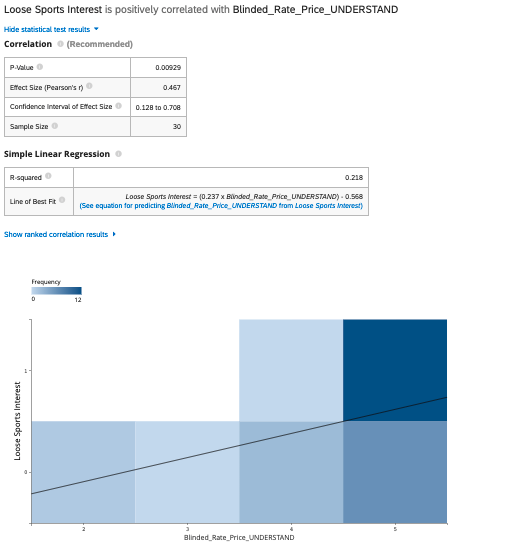 Loose Sports Interest is positively correlated with Blinded_Rate_Price_UNDERSTAND
Hide statistical test results
Correlation (Recommended)
P-Value 0.00929
Effect Size (Pearson's r) 0.467
Confidence Interval of Effect Size 0.128 to 0.708
Sample Size 30
Simple Linear Regression
R-squared 0.218
Line of Best Fit Loose Sports Interest = (0.237 x Blinded_Rate_Price_UNDERSTAND) - 0.568
(See equation for predicting Blinded_Rate_Price_UNDERSTAND from Loose Sports Interest)
Show ranked correlation results
Frequency
0 12
Loose Sports Interest
1
0
2 3 4 5
Blinded_Rate_Price_UNDERSTAND